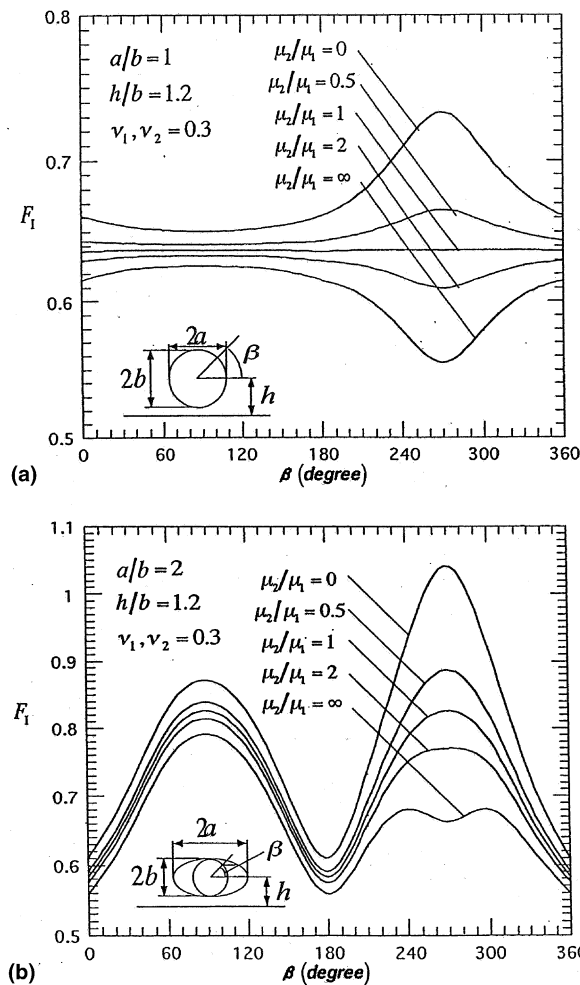 0.8
0.7
0.6
0.5
F_I
a/b=1
h/b=1.2
ν₁,ν₂=0.3
μ₂/μ₁=0
μ₂/μ₁=0.5
μ₂/μ₁=1
μ₂/μ₁=2
μ₂/μ₁=∞
2a
2b
β
h
0 60 120 180 240 300 360
β (degree)
(a)
1.1
1
0.9
0.8
0.7
0.6
0.5
F_I
a/b=2
h/b=1.2
ν₁,ν₂=0.3
μ₂/μ₁=0
μ₂/μ₁=0.5
μ₂/μ₁=1
μ₂/μ₁=2
μ₂/μ₁=∞
2a
2b
β
h
0 60 120 180 240 300 360
β (degree)
(b)